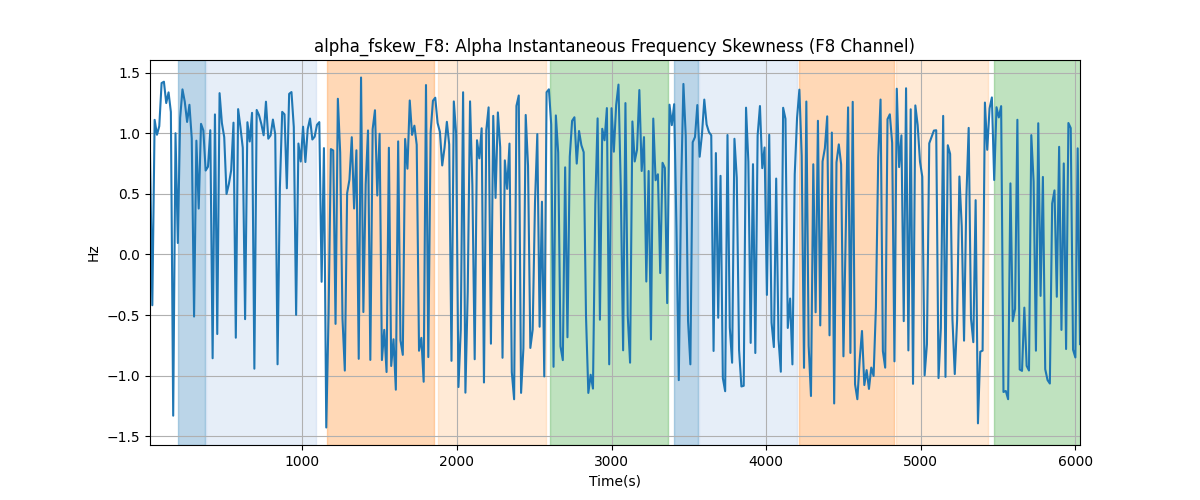 alpha_fskew_F8: Alpha Instantaneous Frequency Skewness (F8 Channel)
1.5
1.0
0.5
0.0
−0.5
−1.0
−1.5
Hz
1000 2000 3000 4000 5000 6000
Time(s)